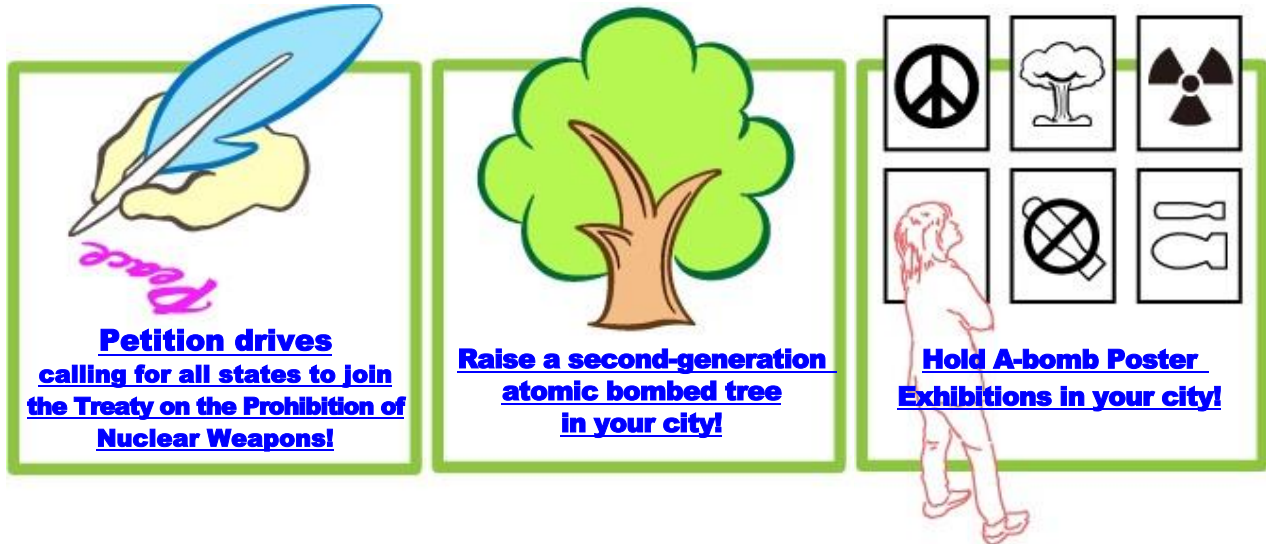 Peace
Petition drives
calling for all states to join
the Treaty on the Prohibition of
Nuclear Weapons!
Raise a second-generation
atomic bombed tree
in your city!
Hold A-bomb Poster
Exhibitions in your city!